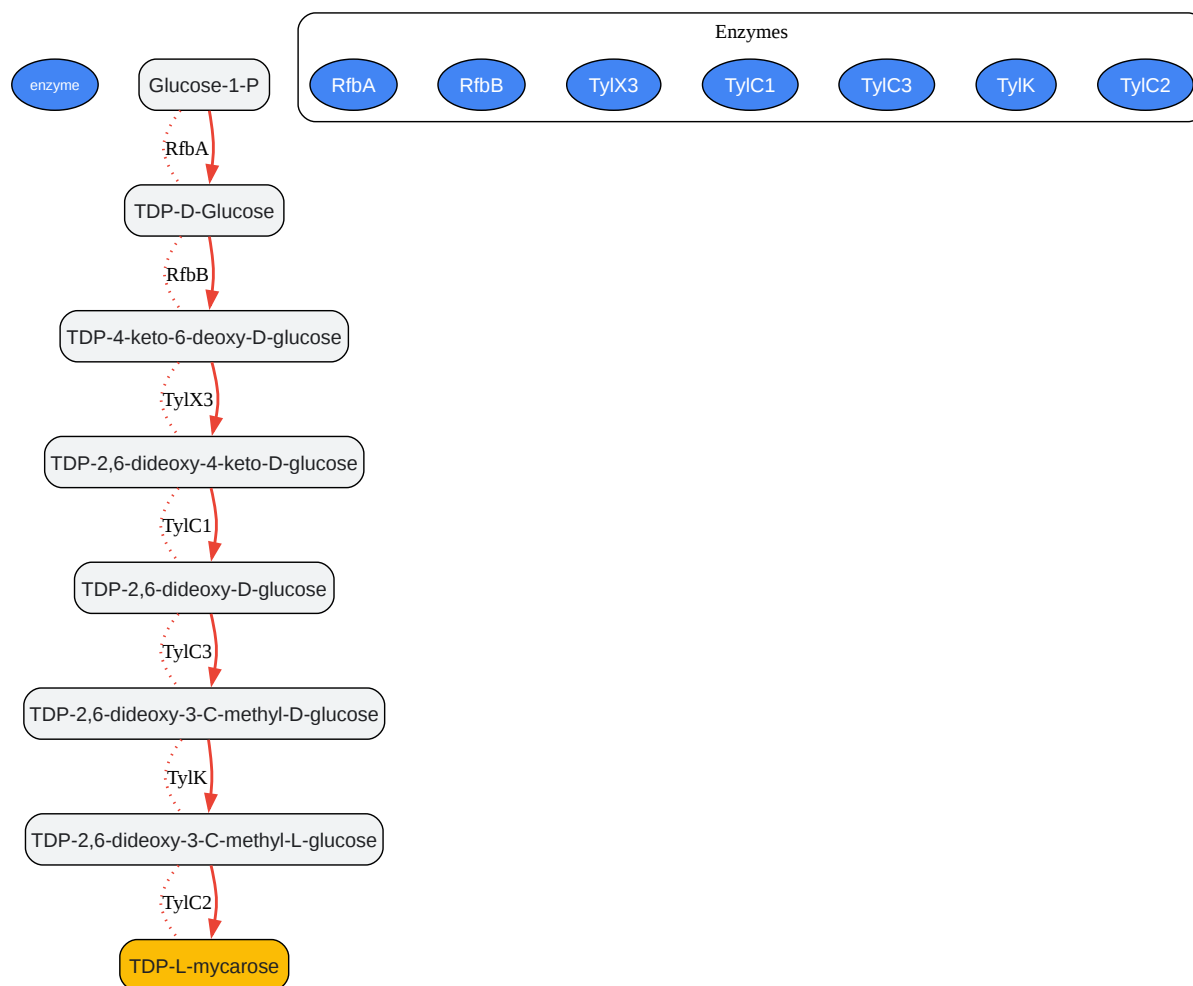 Enzymes
enzyme
Glucose-1-P
RfbA
RfbB
TylX3
TylC1
TylC3
TylK
TylC2
RfbA
TDP-D-Glucose
RfbB
TDP-4-keto-6-deoxy-D-glucose
TylX3
TDP-2,6-dideoxy-4-keto-D-glucose
TylC1
TDP-2,6-dideoxy-D-glucose
TylC3
TDP-2,6-dideoxy-3-C-methyl-D-glucose
TylK
TDP-2,6-dideoxy-3-C-methyl-L-glucose
TylC2
TDP-L-mycarose